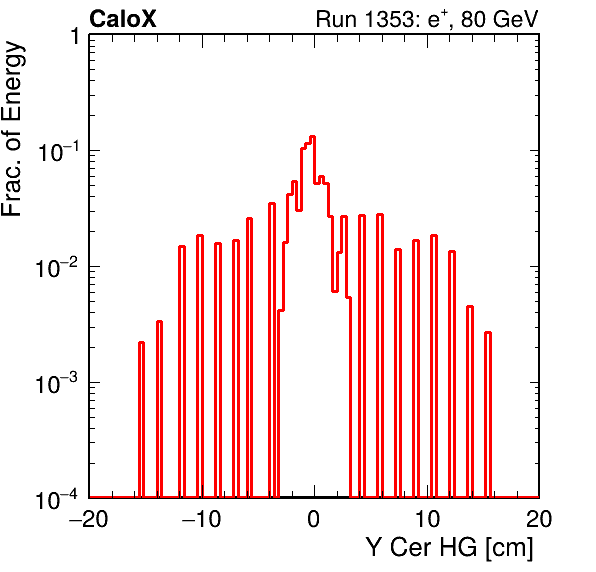 CaloX Run 1353: e⁺, 80 GeV
Frac. of Energy
1
10⁻¹
10⁻²
10⁻³
10⁻⁴
−20 −10 0 10 20
Y Cer HG [cm]